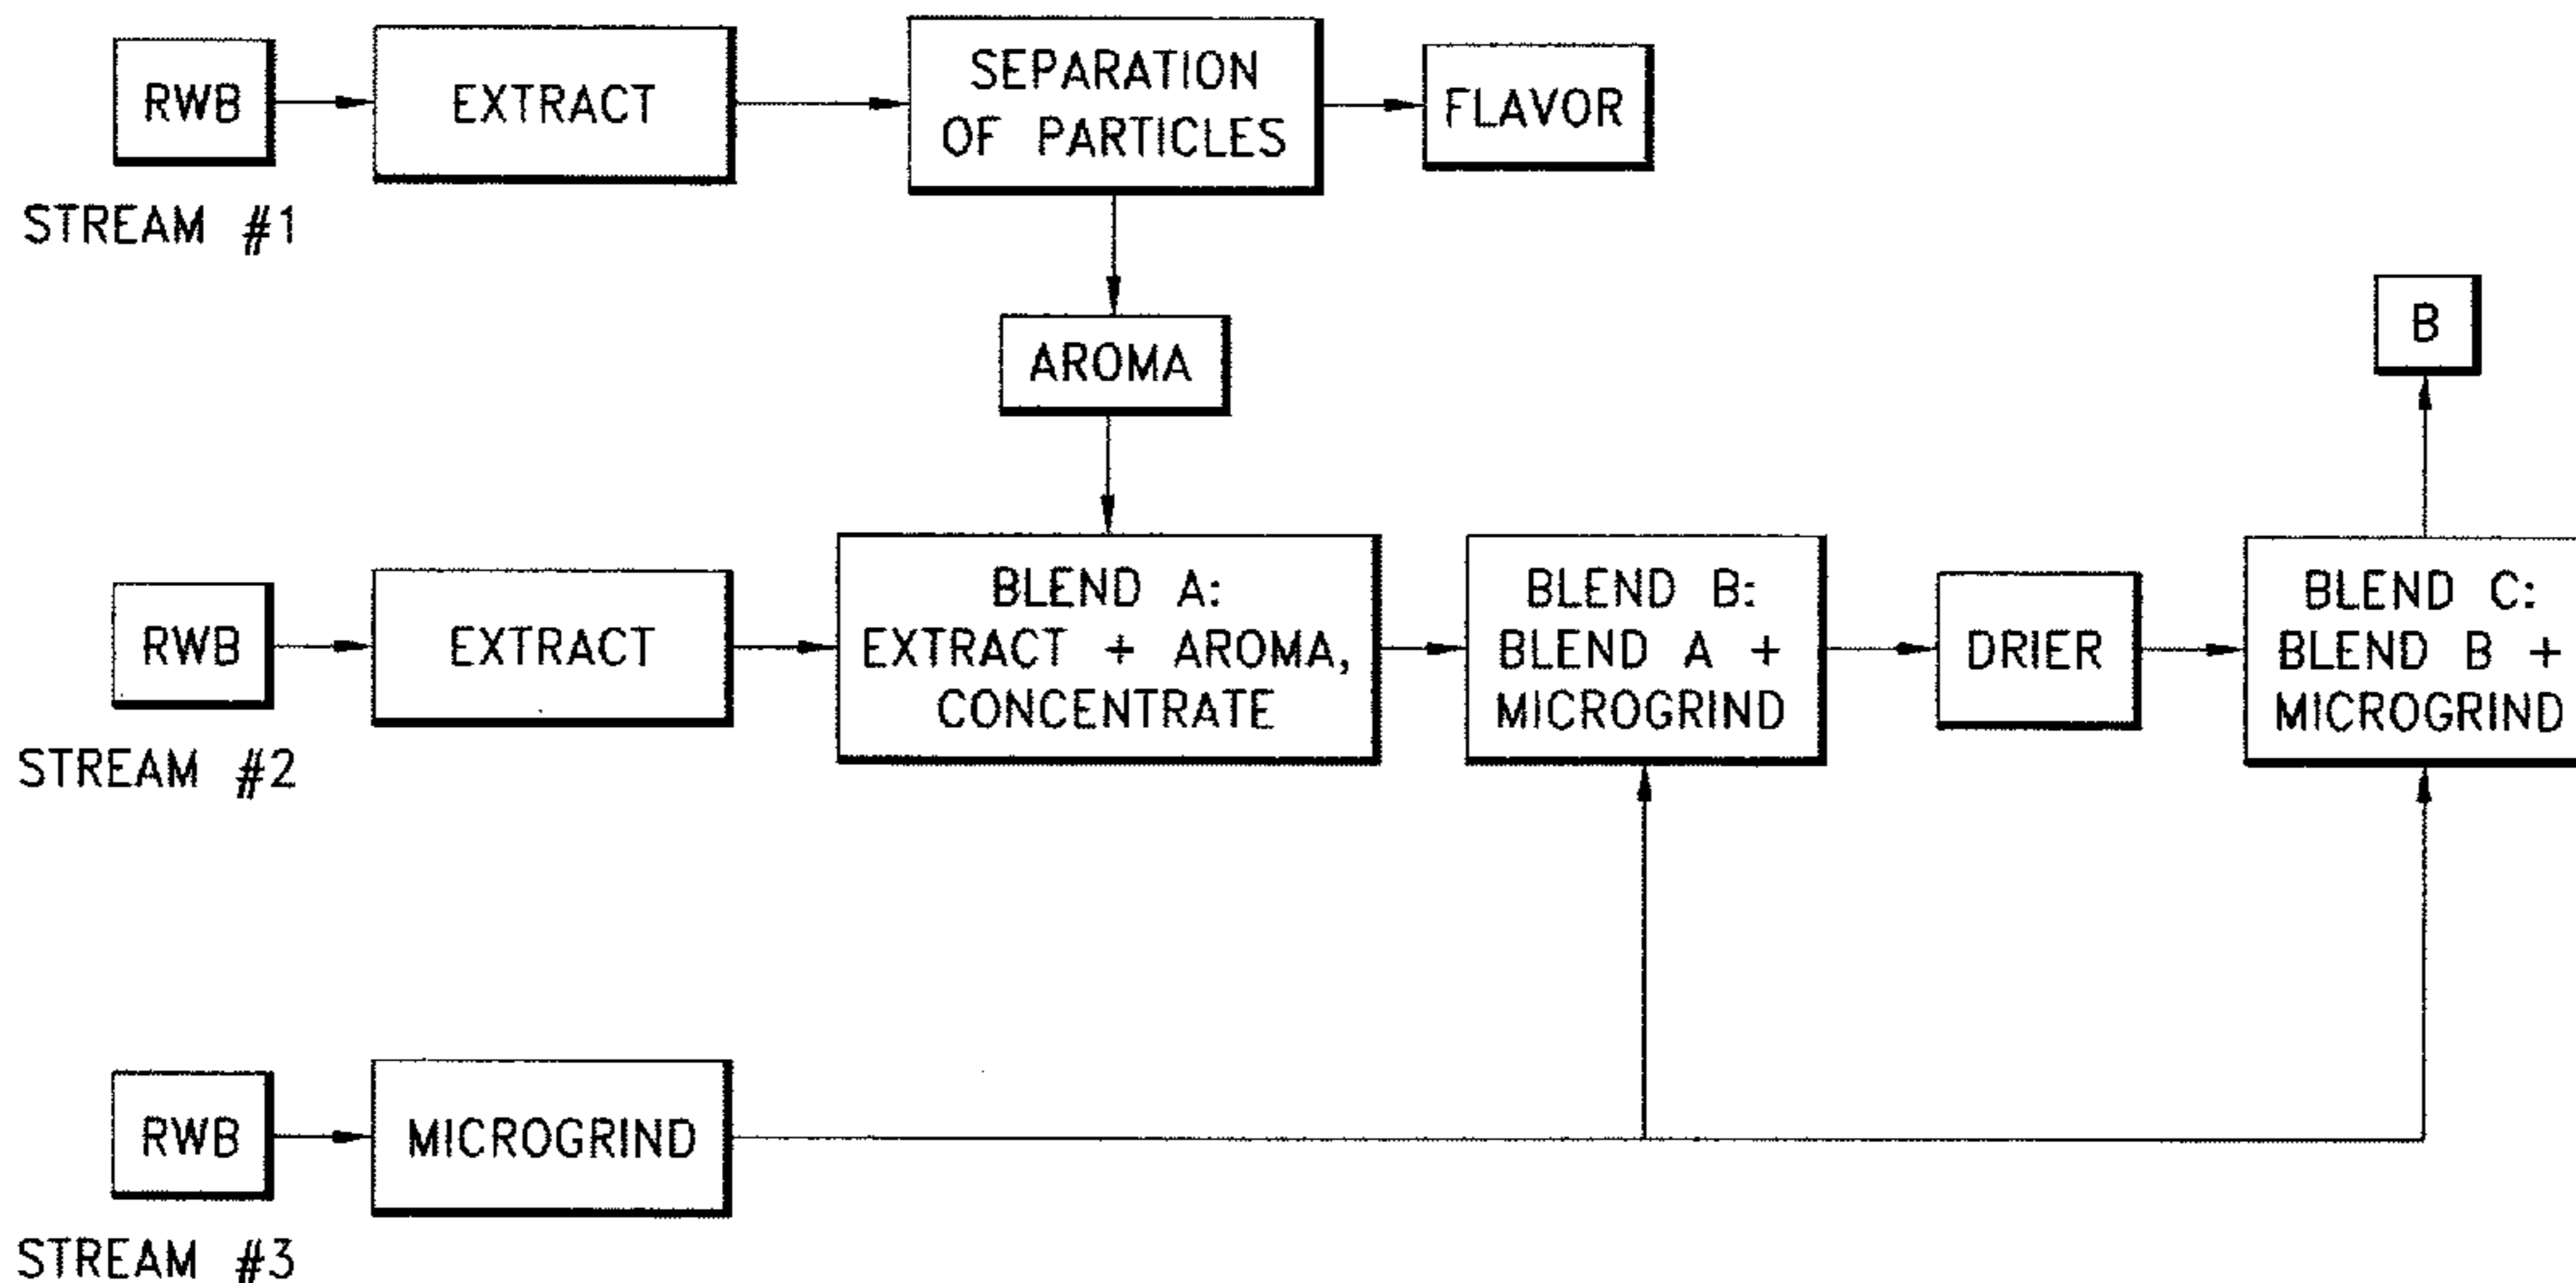 RWB
EXTRACT
SEPARATION
OF PARTICLES
FLAVOR
STREAM #1
AROMA
B
RWB
EXTRACT
BLEND A:
EXTRACT + AROMA,
CONCENTRATE
BLEND B:
BLEND A +
MICROGRIND
DRIER
BLEND C:
BLEND B +
MICROGRIND
STREAM #2
RWB
MICROGRIND
STREAM #3